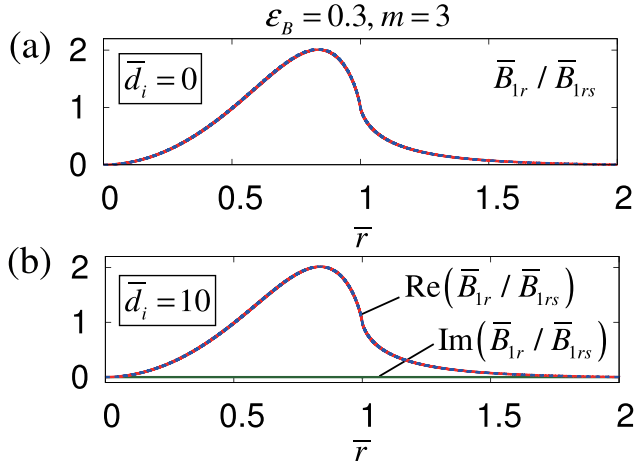 ε_B = 0.3, m = 3
(a)
d̄_i = 0
B̄_1r / B̄_1rs
2
1
0
0 0.5 1 1.5 2
r̄
(b)
d̄_i = 10
Re(B̄_1r / B̄_1rs)
Im(B̄_1r / B̄_1rs)
2
1
0
0 0.5 1 1.5 2
r̄